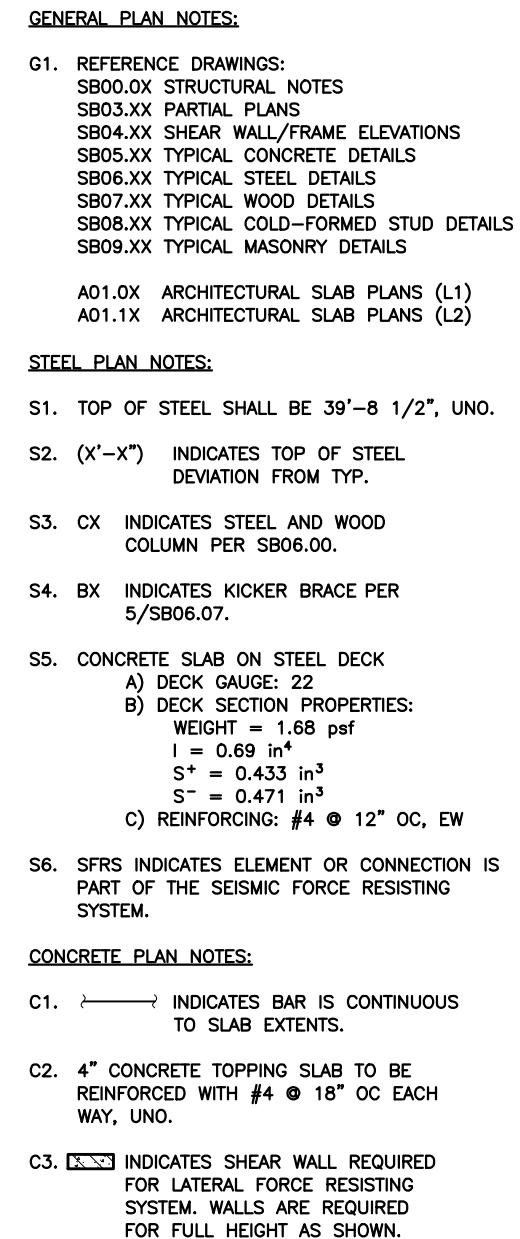 GENERAL PLAN NOTES:
G1. REFERENCE DRAWINGS:
SB00.0X STRUCTURAL NOTES
SB03.XX PARTIAL PLANS
SB04.XX SHEAR WALL/FRAME ELEVATIONS
SB05.XX TYPICAL CONCRETE DETAILS
SB06.XX TYPICAL STEEL DETAILS
SB07.XX TYPICAL WOOD DETAILS
SB08.XX TYPICAL COLD-FORMED STUD DETAILS
SB09.XX TYPICAL MASONRY DETAILS
A01.0X ARCHITECTURAL SLAB PLANS (L1)
A01.1X ARCHITECTURAL SLAB PLANS (L2)
STEEL PLAN NOTES:
S1. TOP OF STEEL SHALL BE 39'-8 1/2", UNO.
S2. (X'-X") INDICATES TOP OF STEEL
DEVIATION FROM TYP.
S3. CX INDICATES STEEL AND WOOD
COLUMN PER SB06.00.
S4. BX INDICATES KICKER BRACE PER
5/SB06.07.
S5. CONCRETE SLAB ON STEEL DECK
A) DECK GAUGE: 22
B) DECK SECTION PROPERTIES:
WEIGHT = 1.68 psf
I = 0.69 in⁴
S⁺ = 0.433 in³
S⁻ = 0.471 in³
C) REINFORCING: #4 @ 12" OC, EW
S6. SFRS INDICATES ELEMENT OR CONNECTION IS
PART OF THE SEISMIC FORCE RESISTING
SYSTEM.
CONCRETE PLAN NOTES:
C1. INDICATES BAR IS CONTINUOUS
TO SLAB EXTENTS.
C2. 4" CONCRETE TOPPING SLAB TO BE
REINFORCED WITH #4 @ 18" OC EACH
WAY, UNO.
C3. INDICATES SHEAR WALL REQUIRED
FOR LATERAL FORCE RESISTING
SYSTEM. WALLS ARE REQUIRED
FOR FULL HEIGHT AS SHOWN.